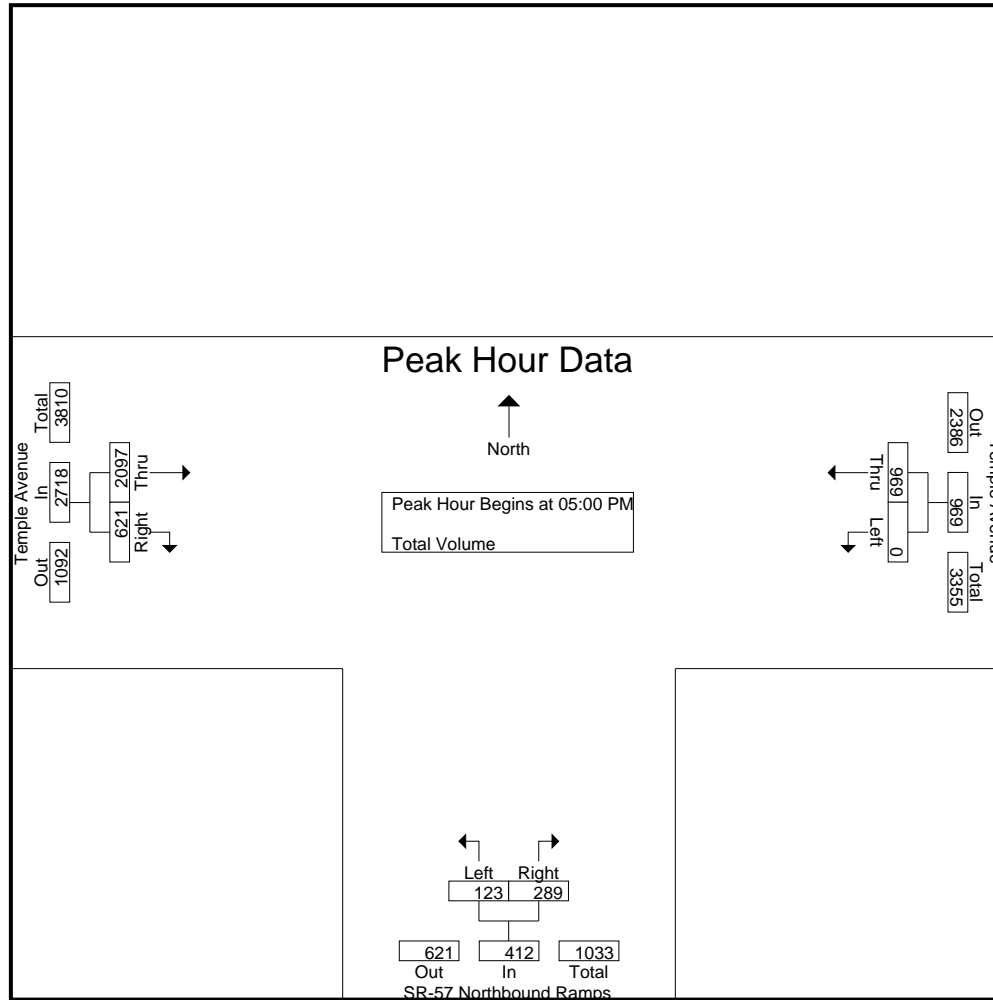 Peak Hour Data
North
Peak Hour Begins at 05:00 PM
Total Volume
Temple Avenue
Total
3810
In
2718
Out
1092
2097
Thru
621
Right
Out
2386
In
969
Total
3355
Thru
969
Left
0
Left
Right
123
289
621
412
1033
Out
In
Total
SR-57 Northbound Ramps